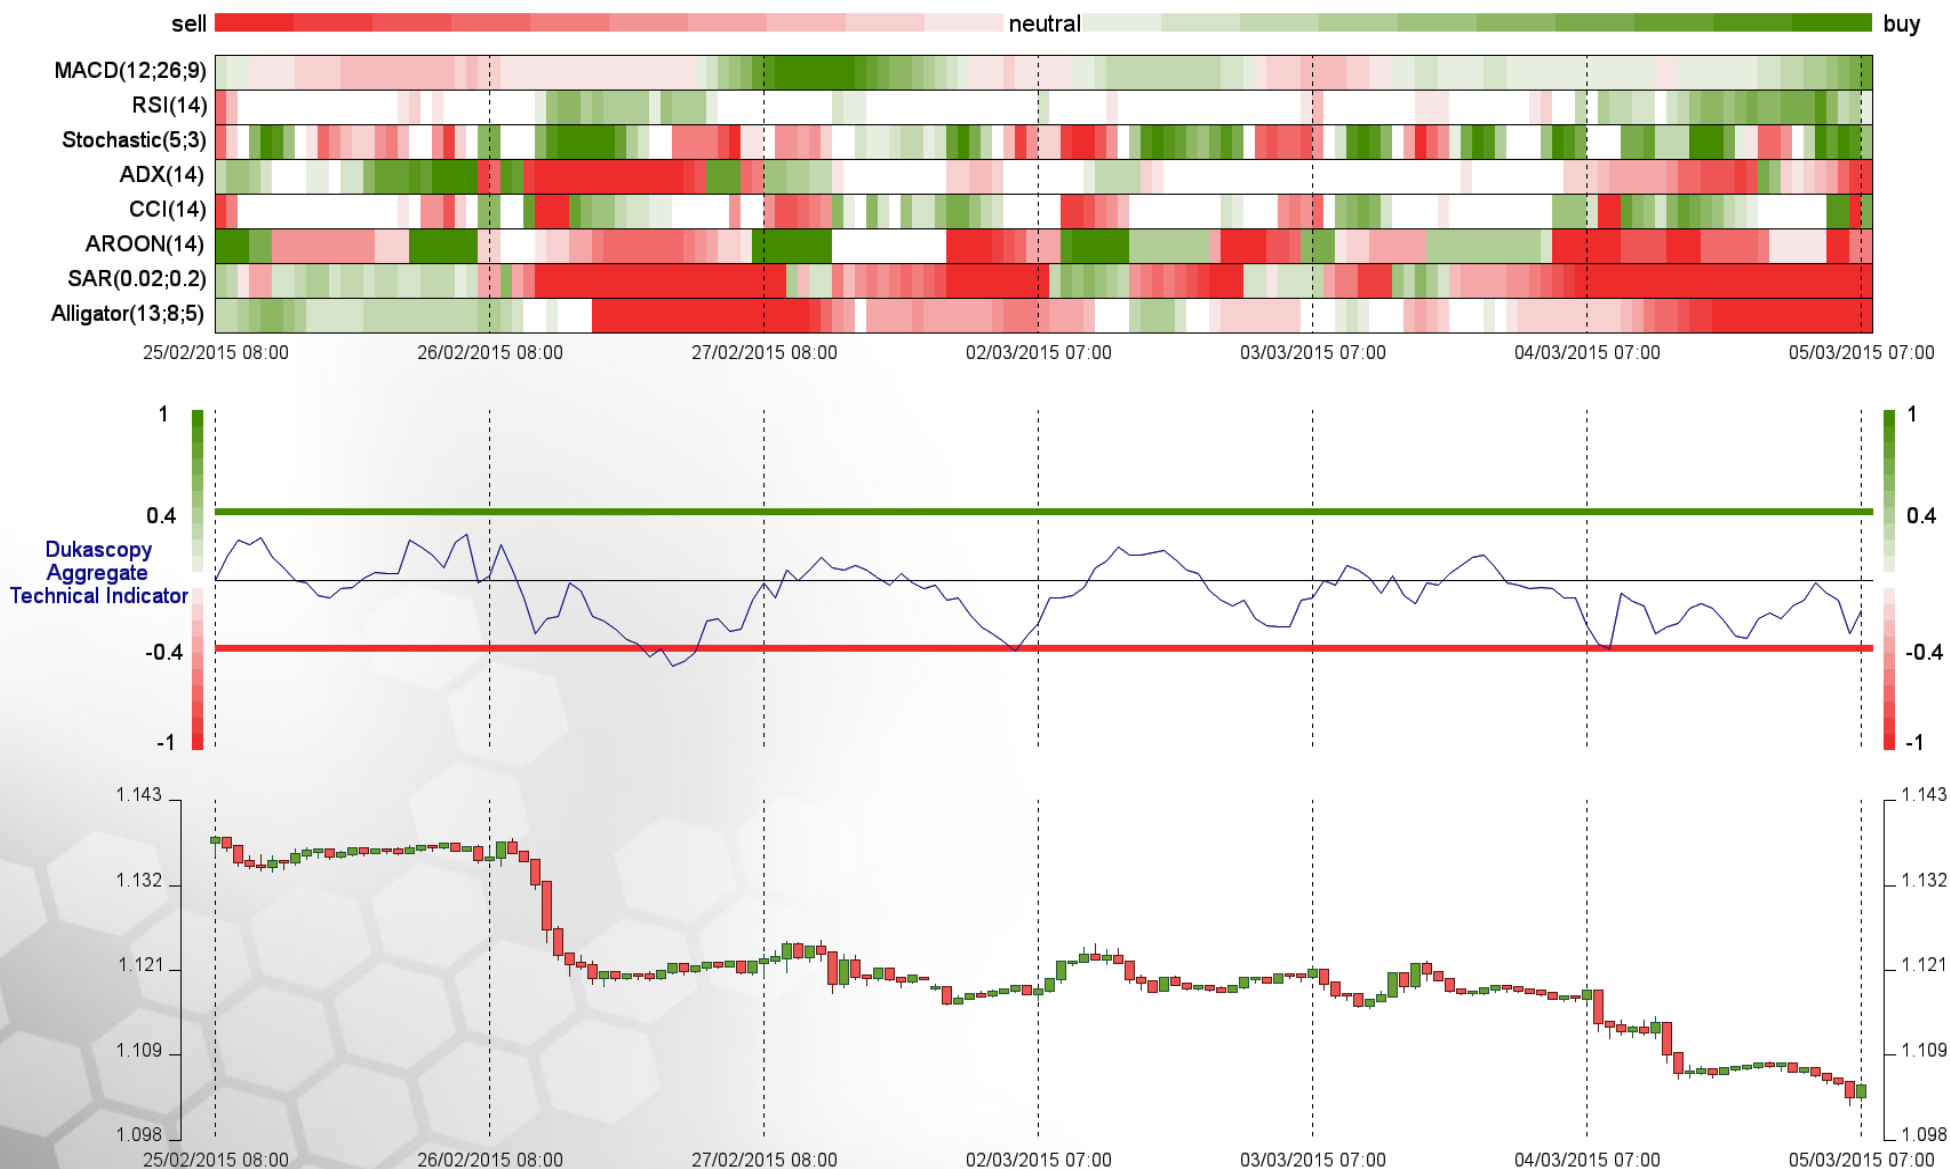 sell neutral buy
MACD(12;26;9)
RSI(14)
Stochastic(5;3)
ADX(14)
CCI(14)
AROON(14)
SAR(0.02;0.2)
Alligator(13;8;5)
25/02/2015 08:00 26/02/2015 08:00 27/02/2015 08:00 02/03/2015 07:00 03/03/2015 07:00 04/03/2015 07:00 05/03/2015 07:00
1 1
0.4 0.4
Dukascopy
Aggregate
Technical Indicator
-0.4 -0.4
-1 -1
1.143 1.143
1.132 1.132
1.121 1.121
1.109 1.109
1.098 1.098
25/02/2015 08:00 26/02/2015 08:00 27/02/2015 08:00 02/03/2015 07:00 03/03/2015 07:00 04/03/2015 07:00 05/03/2015 07:00